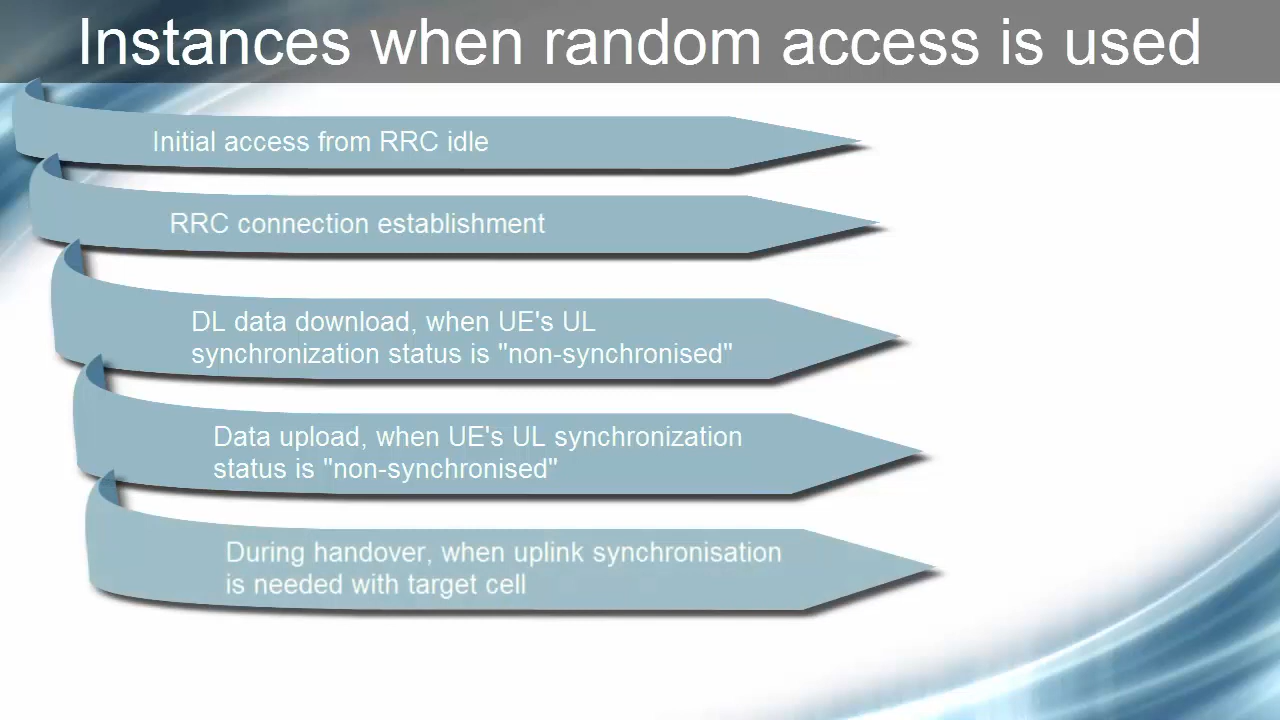 Instances when random access is used
Initial access from RRC idle
RRC connection establishment
DL data download, when UE's UL
synchronization status is "non-synchronised"
Data upload, when UE's UL synchronization
status is "non-synchronised"
During handover, when uplink synchronisation
is needed with target cell